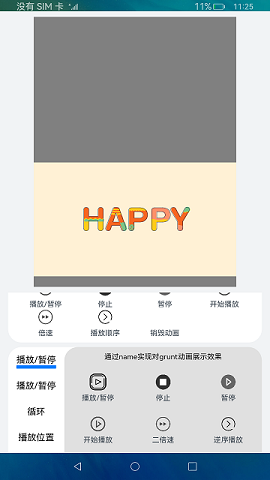 没有 SIM 卡 11% 11:25
HAPPY
播放/暂停 停止 暂停 开始播放
倍速 播放顺序 销毁动画
播放/暂停
播放/暂停
循环
播放位置
通过name实现对grunt动画展示效果
播放/暂停 停止 暂停
开始播放 二倍速 逆序播放